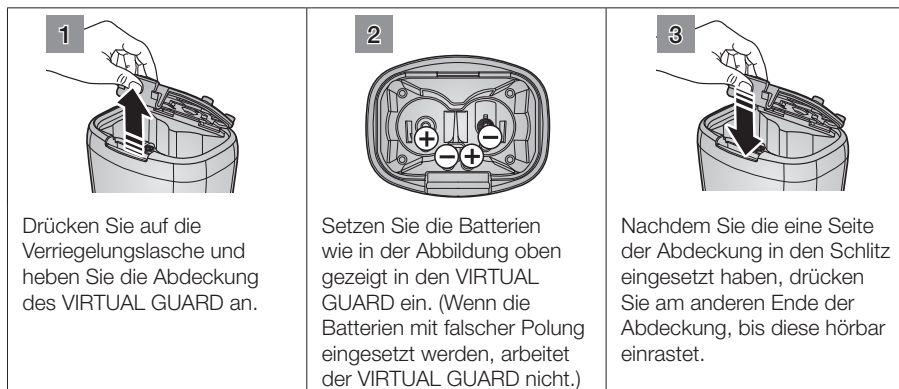 1
Drücken Sie auf die
Verriegelungslasche und
heben Sie die Abdeckung
des VIRTUAL GUARD an.
2
+
−
−
+
Setzen Sie die Batterien
wie in der Abbildung oben
gezeigt in den VIRTUAL
GUARD ein. (Wenn die
Batterien mit falscher Polung
eingesetzt werden, arbeitet
der VIRTUAL GUARD nicht.)
3
Nachdem Sie die eine Seite
der Abdeckung in den Schlitz
eingesetzt haben, drücken
Sie am anderen Ende der
Abdeckung, bis diese hörbar
einrastet.